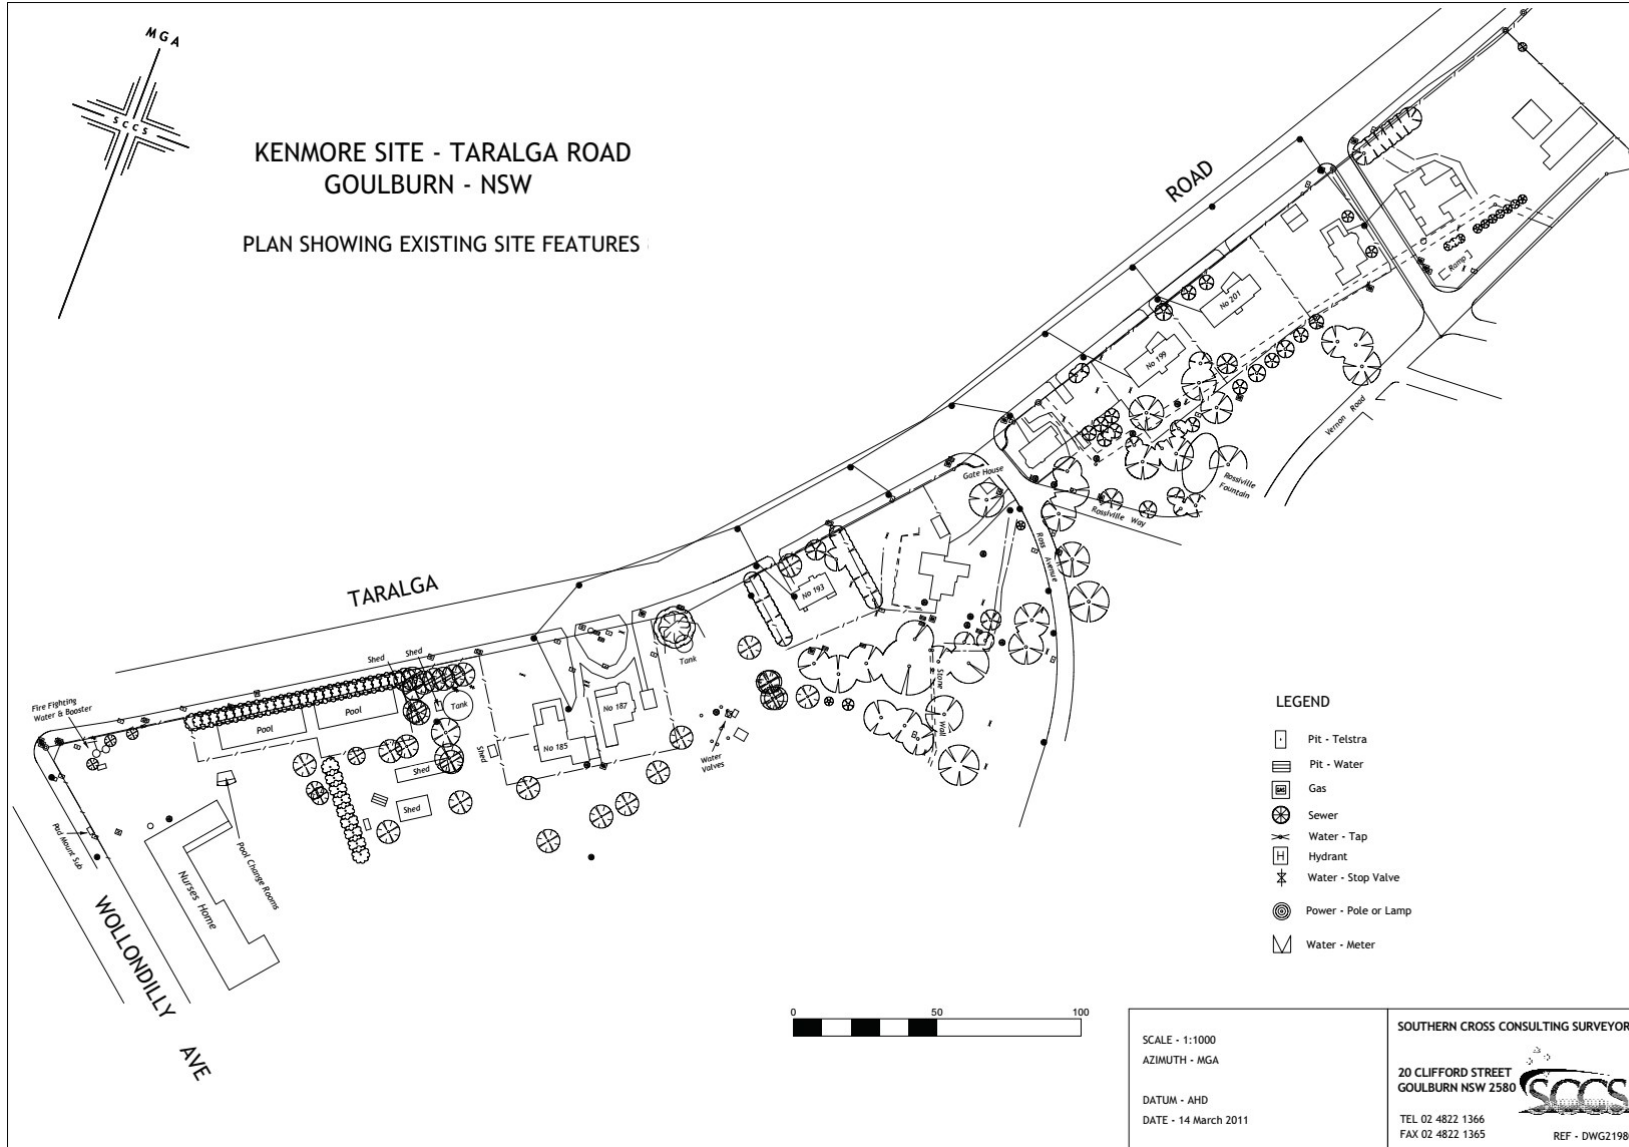 MGA
SCCS
KENMORE SITE - TARALGA ROAD
GOULBURN - NSW
PLAN SHOWING EXISTING SITE FEATURES
ROAD
TARALGA
WOLLONDILLY
AVE
Ramp
No 201
No 199
Vernon Road
Rossiville
Fountain
Rossiville Way
Gate House
Ross Avenue
No 193
Stone
Wall
Tank
Shed
Shed
Fire Fighting
Water & Booster
Pool
Pool
Tank
No 187
No 185
Shed
Water
Valves
Shed
Shed
Pad Mount Sub
Pool Change Rooms
Nurses Home
LEGEND
Pit - Telstra
Pit - Water
GAS
Gas
Sewer
Water - Tap
H
Hydrant
Water - Stop Valve
Power - Pole or Lamp
Water - Meter
0 50 100
SCALE - 1:1000
AZIMUTH - MGA
DATUM - AHD
DATE - 14 March 2011
SOUTHERN CROSS CONSULTING SURVEYOR
20 CLIFFORD STREET
GOULBURN NSW 2580
SCCS
TEL 02 4822 1366
FAX 02 4822 1365
REF - DWG2198